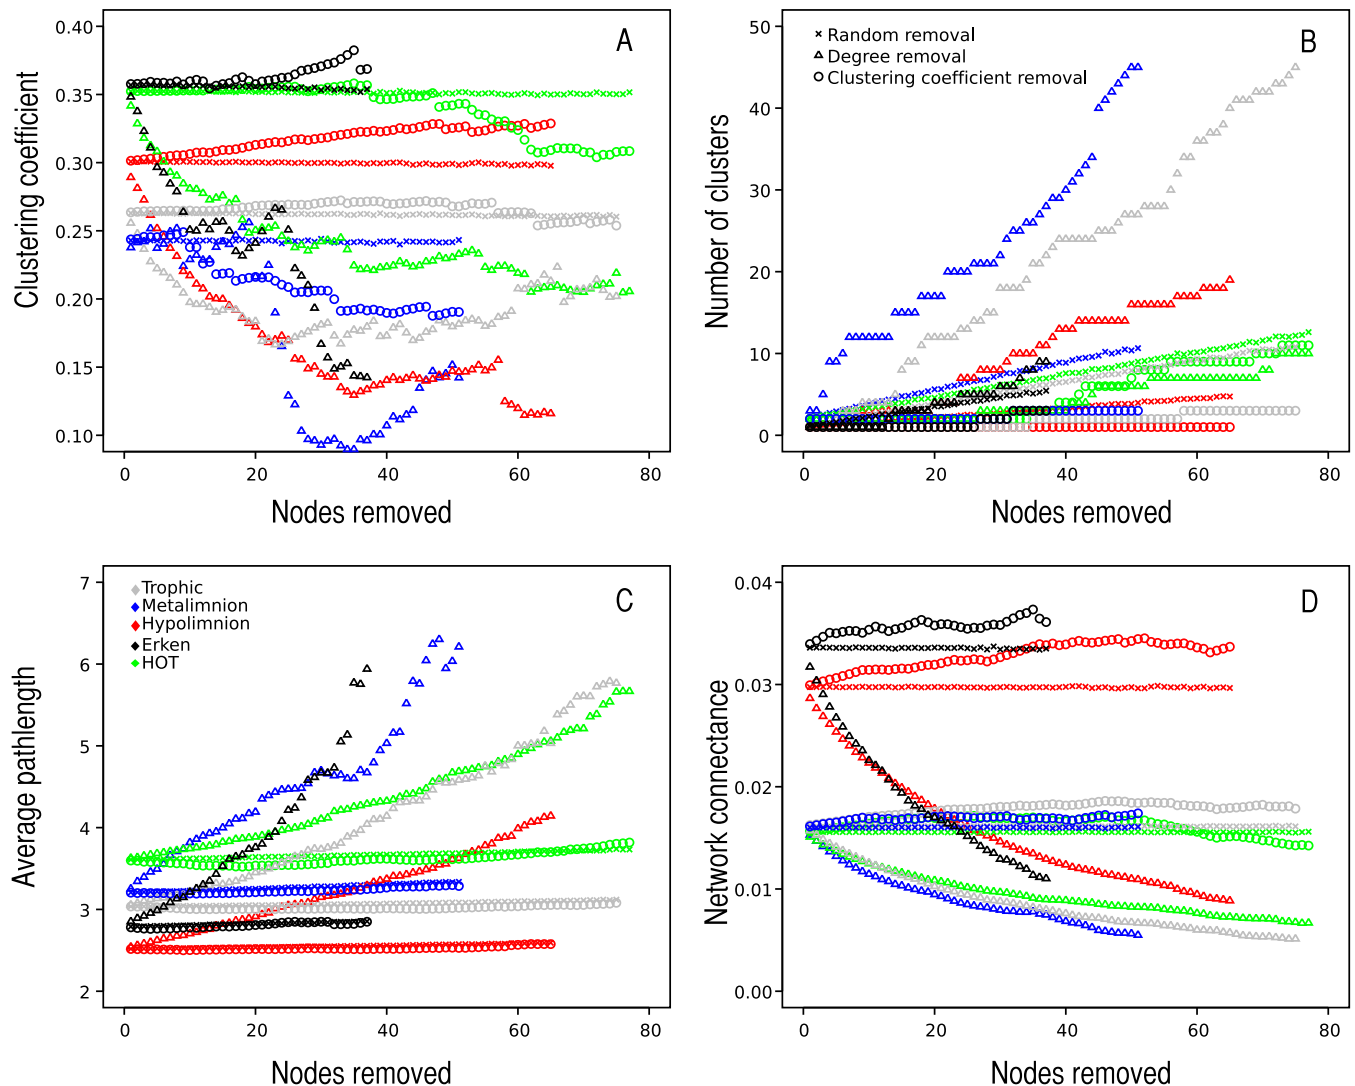 A
0.40
0.35
0.30
0.25
0.20
0.15
0.10
Clustering coefficient
0 20 40 60 80
Nodes removed
B
Random removal
Degree removal
Clustering coefficient removal
50
40
30
20
10
0
Number of clusters
0 20 40 60 80
Nodes removed
C
Trophic
Metalimnion
Hypolimnion
Erken
HOT
7
6
5
4
3
2
Average pathlength
0 20 40 60 80
Nodes removed
D
0.04
0.03
0.02
0.01
0.00
Network connectance
0 20 40 60 80
Nodes removed